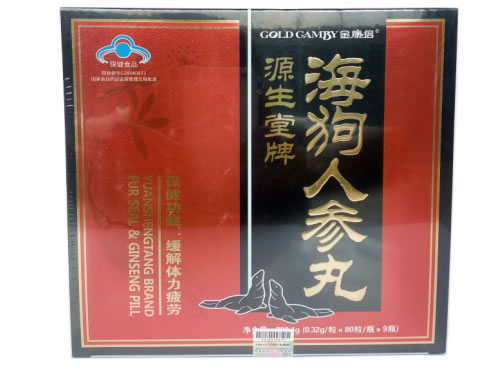 GOLD GAMBY 金康倍
保健食品
源生堂牌
海狗人参丸
保健功能：缓解体力疲劳
YUANSHENGTANG BRAND
FUR SEAL & GINSENG PILL
(0.32g/粒×80粒/瓶×9瓶)